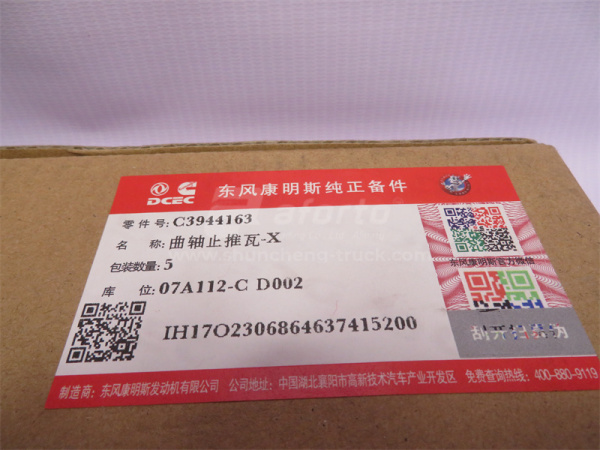 DCEC
东风康明斯纯正备件
零件号: C3944163
名 称: 曲轴止推瓦-X
包装数量: 5
库 位: 07A112-C D002
IH17O2306864637415200
东风康明斯官方微信
aforto
www.shunchengtruck.com
制造商: 东风康明斯发动机有限公司 公司地址: 中国湖北襄阳市高新技术汽车产业开发区 免费查询热线: 400-880-9119